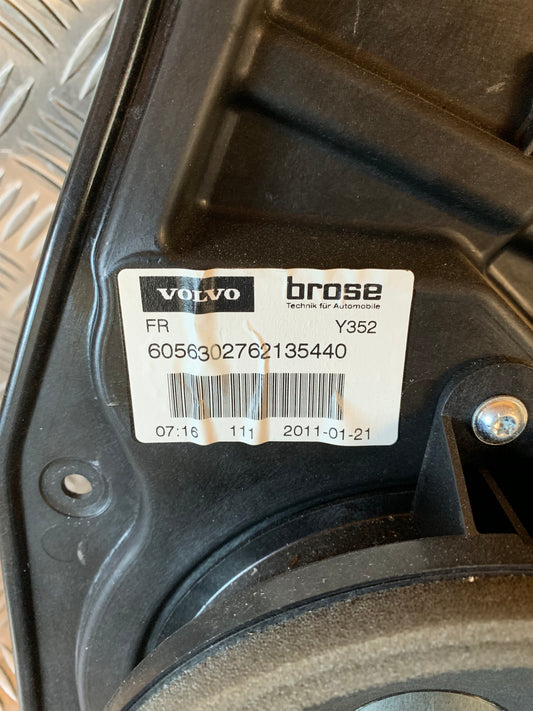 VOLVO brose
Technik für Automobile
FR Y352
6056302762135440
07:16 111 2011-01-21